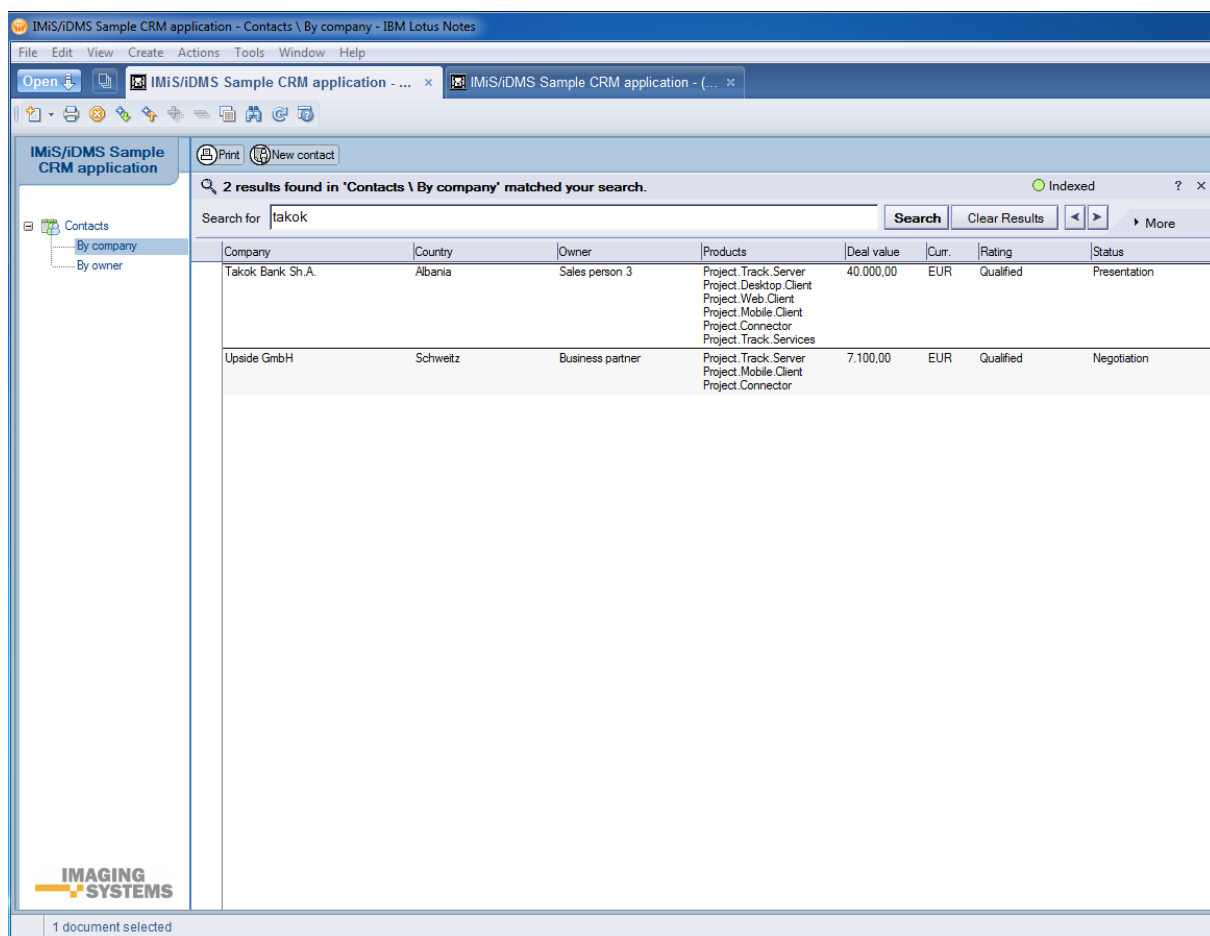 IMiS/iDMS Sample CRM application - Contacts \ By company - IBM Lotus Notes
File Edit View Create Actions Tools Window Help
Open IMiS/iDMS Sample CRM application - ... × IMiS/iDMS Sample CRM application - (... ×
IMiS/iDMS Sample
CRM application
Print New contact
2 results found in 'Contacts \ By company' matched your search. Indexed ? ×
Search for takok Search Clear Results < > More
Contacts
By company
By owner
Company Country Owner Products Deal value Curr. Rating Status
Takok Bank Sh.A. Albania Sales person 3 Project.Track.Server 40.000,00 EUR Qualified Presentation
Project.Desktop.Client
Project.Web.Client
Project.Mobile.Client
Project.Connector
Project.Track.Services
Upside GmbH Schweitz Business partner Project.Track.Server 7.100,00 EUR Qualified Negotiation
Project.Mobile.Client
Project.Connector
IMAGING
SYSTEMS
1 document selected